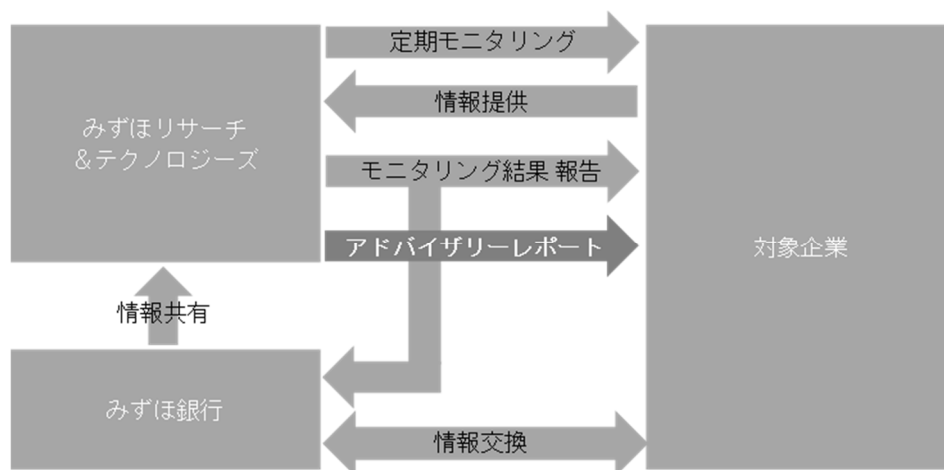 定期モニタリング
情報提供
みずほリサーチ
&テクノロジーズ
モニタリング結果 報告
アドバイザリーレポート
対象企業
情報共有
みずほ銀行
情報交換